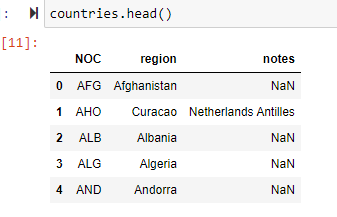 : countries.head()
[11]:
NOC region notes
0 AFG Afghanistan NaN
1 AHO Curacao Netherlands Antilles
2 ALB Albania NaN
3 ALG Algeria NaN
4 AND Andorra NaN